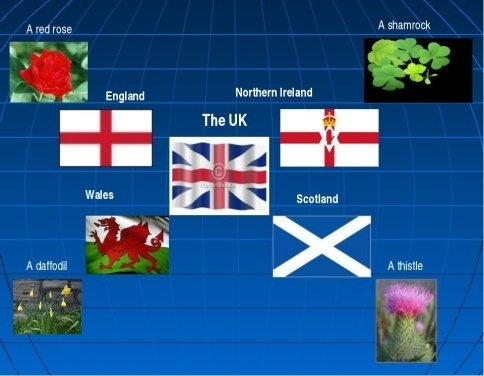 A shamrock
A red rose
Northern Ireland
England
The UK
Wales
Scotland
A daffodil
A thistle